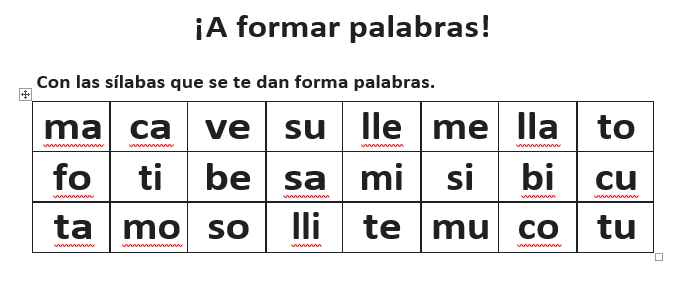 ¡A formar palabras!
Con las sílabas que se te dan forma palabras.
ma ca ve su lle me lla to
fo ti be sa mi si bi cu
ta mo so lli te mu co tu